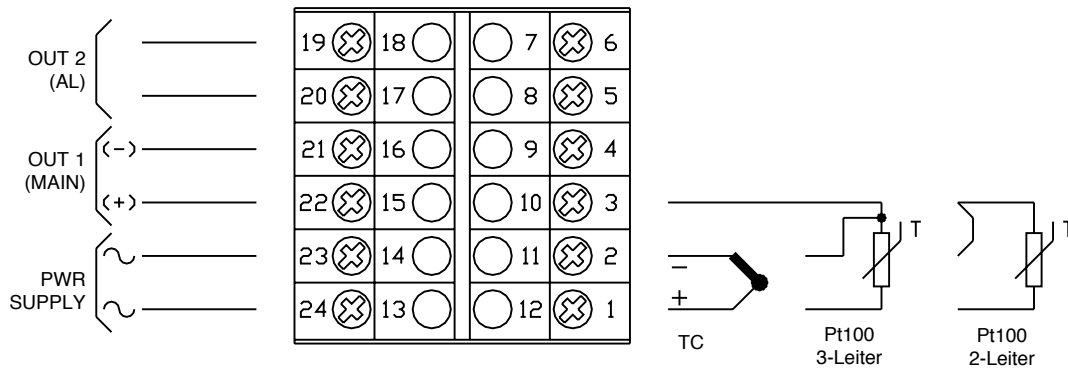 OUT 2
(AL)
OUT 1
(MAIN)
(-)
(+)
PWR
SUPPLY
19 18 7 6
20 17 8 5
21 16 9 4
22 15 10 3
23 14 11 2
24 13 12 1
−
+
TC
T
Pt100
3-Leiter
T
Pt100
2-Leiter